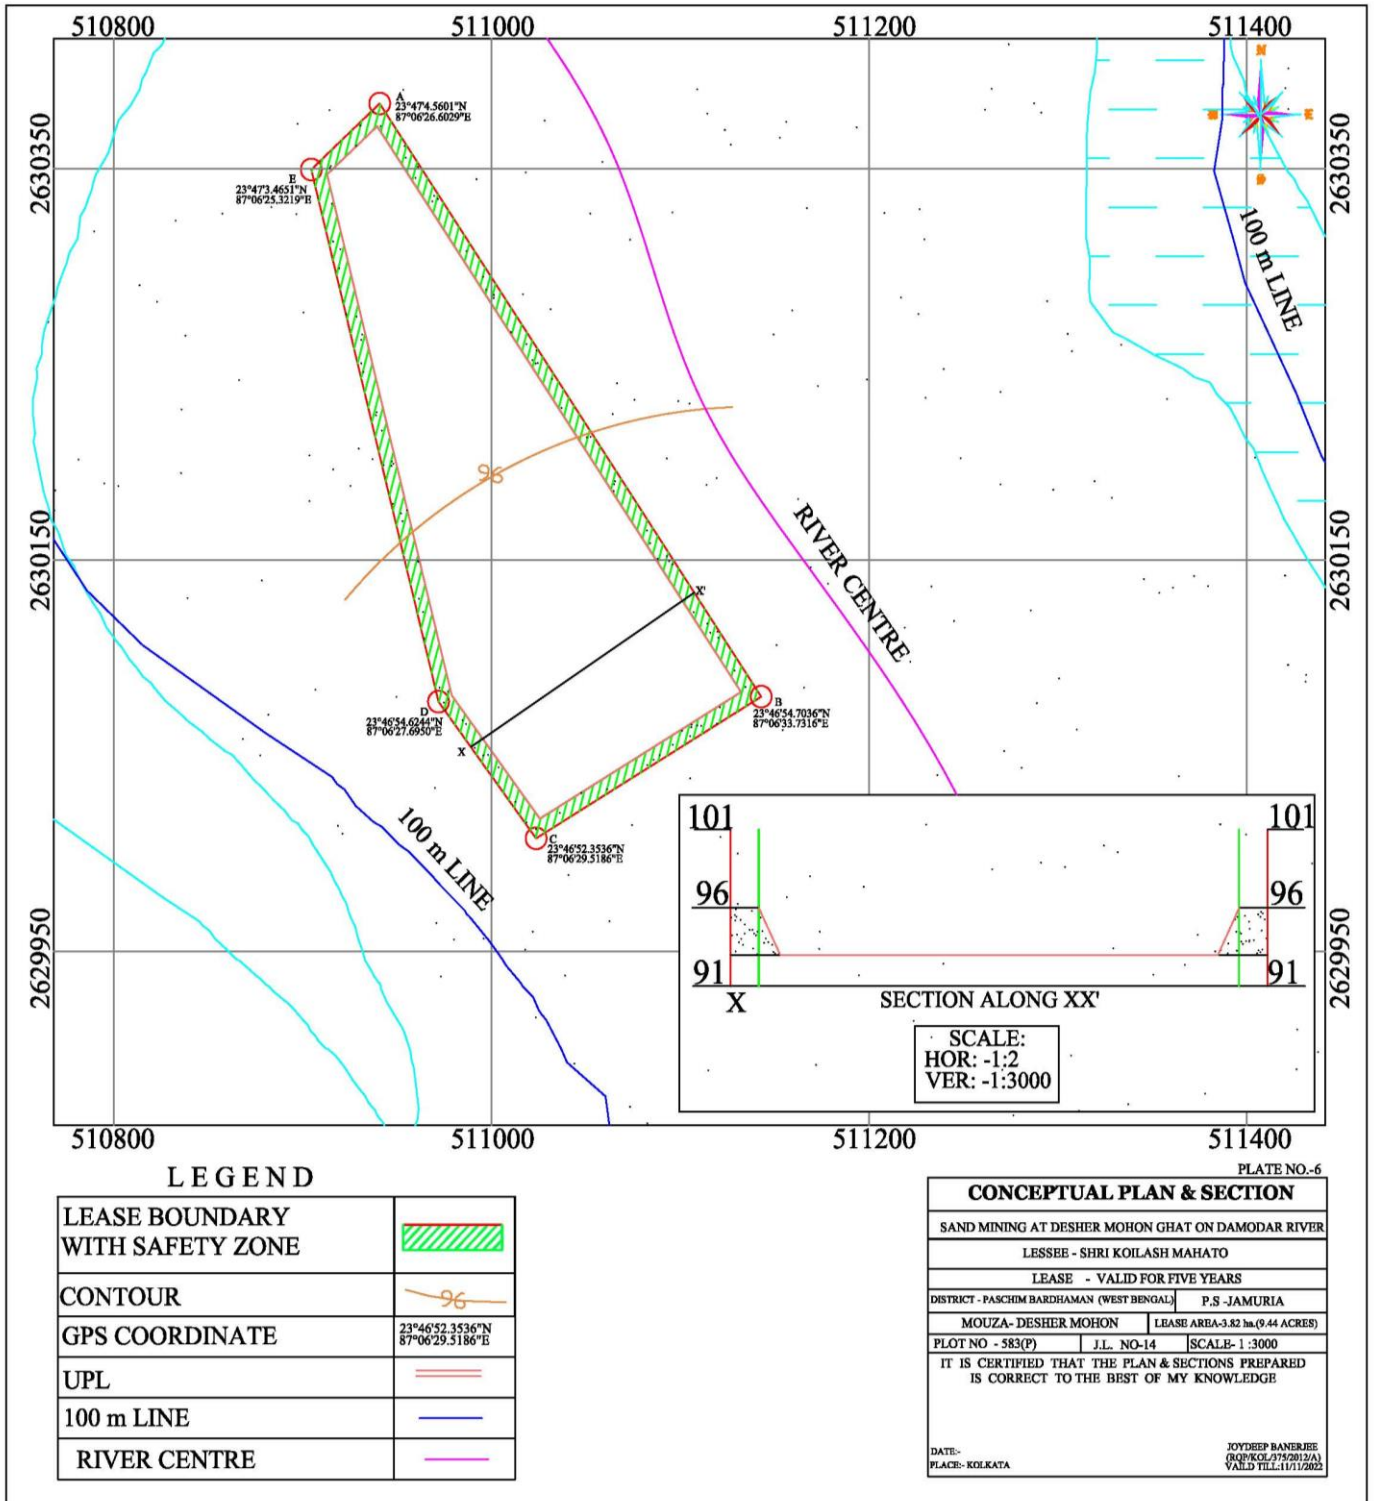 510800 511000 511200 511400
2630350
2630150
2629950
2630350
2630150
2629950
A
23°47'4.5601"N
87°06'26.6029"E
E
23°47'3.4651"N
87°06'25.3219"E
N
E
S
100 m LINE
96
RIVER CENTRE
X'
B
23°46'54.7036"N
87°06'33.7316"E
D
23°46'54.6244"N
87°06'27.6950"E
X
C
23°46'52.3536"N
87°06'29.5186"E
100 m LINE
101 101
96 96
91 91
X SECTION ALONG XX'
SCALE:
HOR: -1:2
VER: -1:3000
510800 511000 511200 511400
LEGEND
LEASE BOUNDARY
WITH SAFETY ZONE
CONTOUR 96
GPS COORDINATE 23°46'52.3536"N
87°06'29.5186"E
UPL
100 m LINE
RIVER CENTRE
PLATE NO.-6
CONCEPTUAL PLAN & SECTION
SAND MINING AT DESHER MOHON GHAT ON DAMODAR RIVER
LESSEE - SHRI KOILASH MAHATO
LEASE - VALID FOR FIVE YEARS
DISTRICT - PASCHIM BARDHAMAN (WEST BENGAL) P.S -JAMURIA
MOUZA- DESHER MOHON LEASE AREA-3.82 ha.(9.44 ACRES)
PLOT NO - 583(P) J.L. NO-14 SCALE- 1 :3000
IT IS CERTIFIED THAT THE PLAN & SECTIONS PREPARED
IS CORRECT TO THE BEST OF MY KNOWLEDGE
DATE:-
PLACE:- KOLKATA
JOYDEEP BANERJEE
(RQP/KOL/375/2012/A)
VAILD TILL:11/11/2022